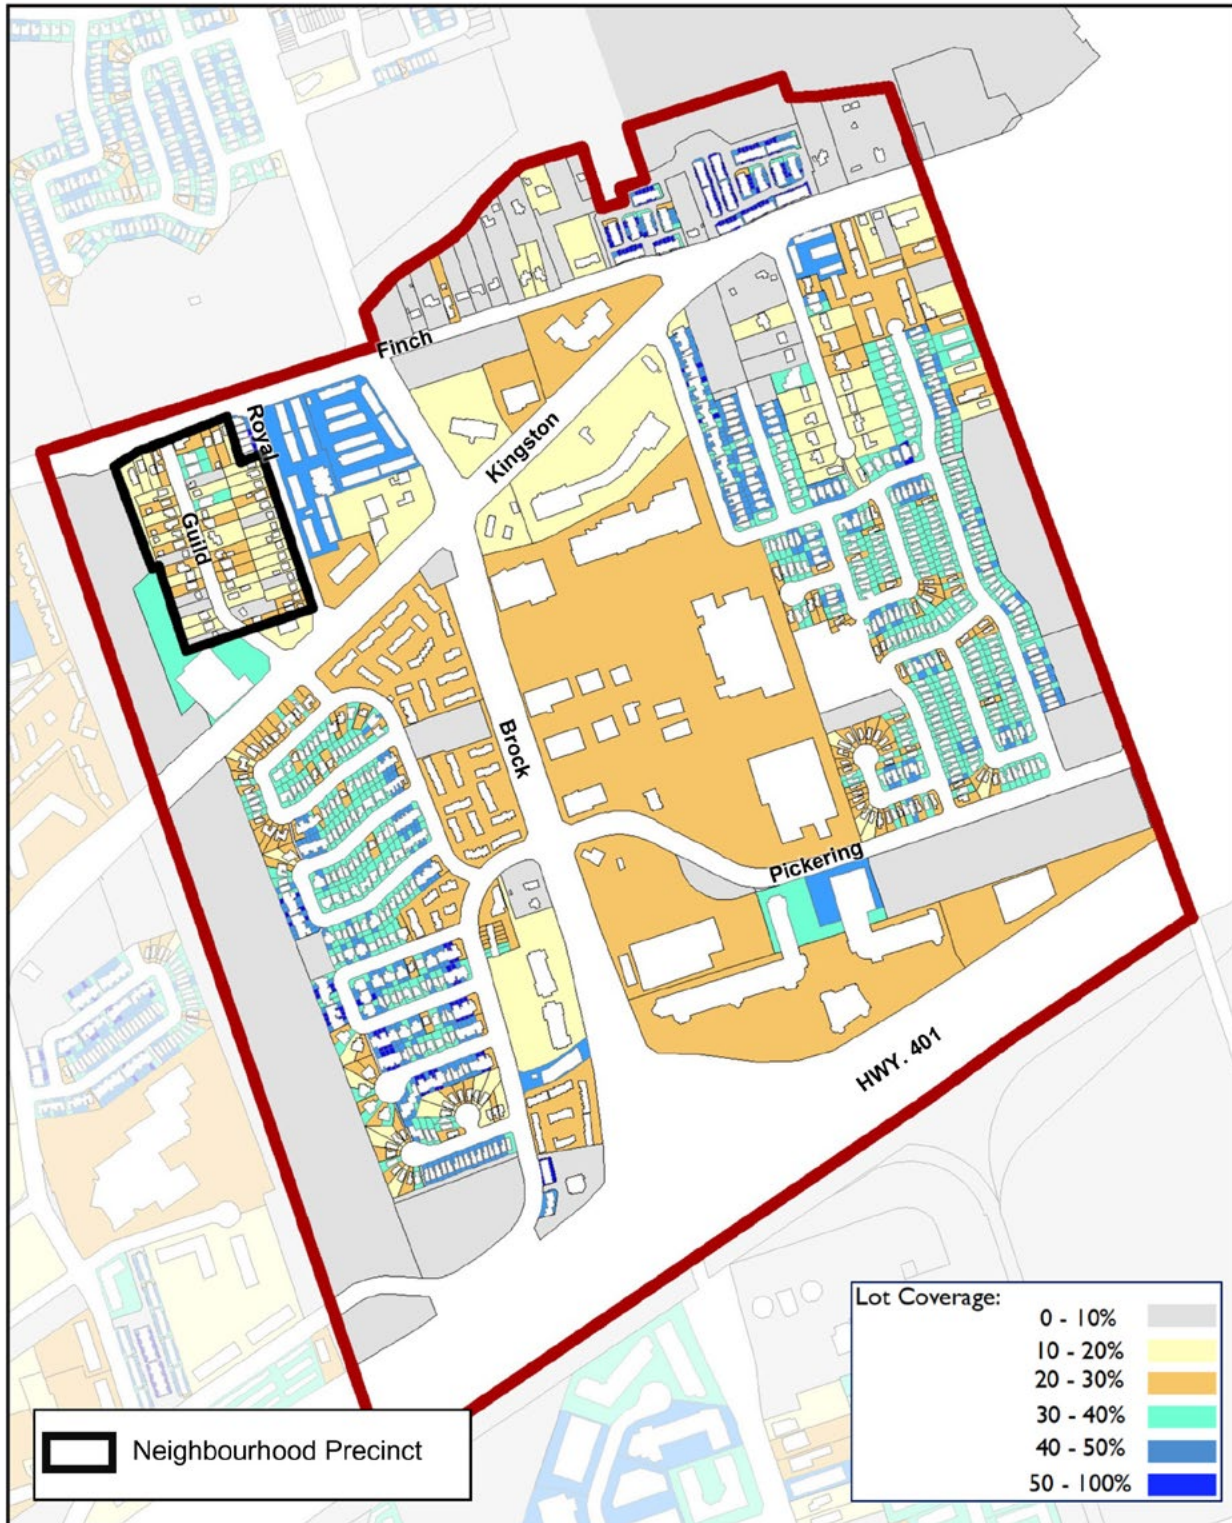 Finch
Royal
Kingston
Guild
Brock
Pickering
HWY. 401
Lot Coverage:
0 - 10%
10 - 20%
20 - 30%
30 - 40%
40 - 50%
50 - 100%
Neighbourhood Precinct